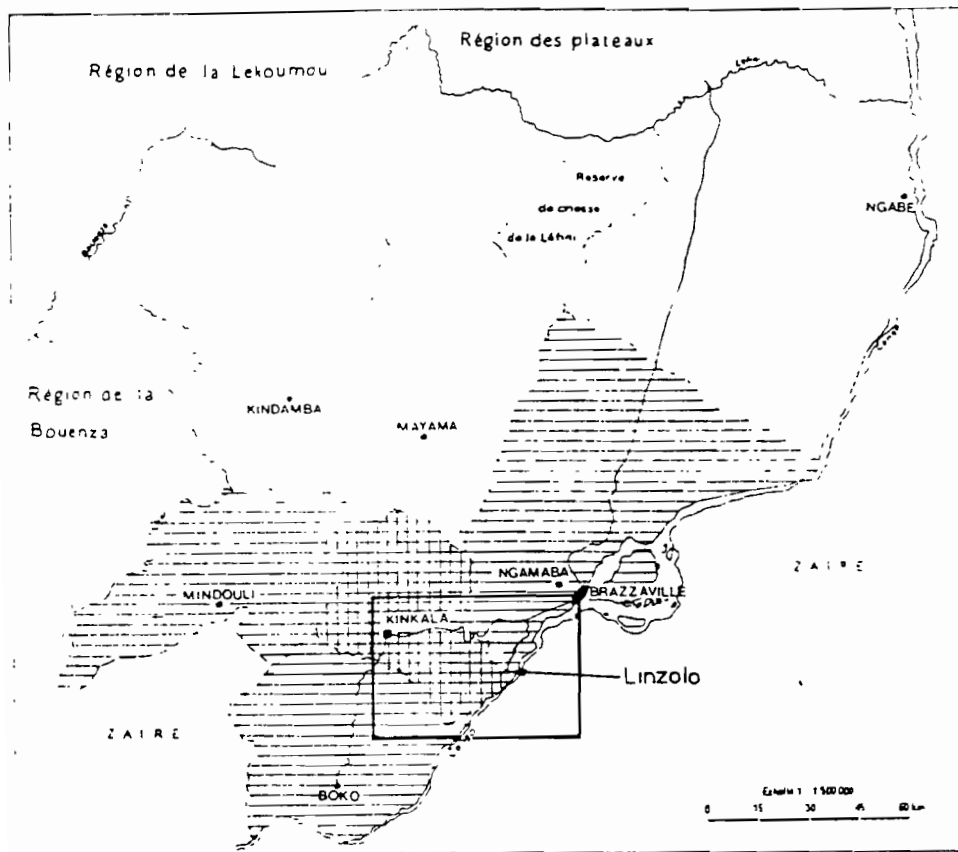 Région des plateaux
Région de la Lekoumou
Reserve
de chasse
de la Léfini
NGABE
Région de la
Bouenza
KINDAMBA
MAYAMA
ZAIRE
NGAMABA
BRAZZAVILLE
MINDOULI
KINKALA
Linzolo
ZAIRE
BOKO
Echelle 1 1 500 000
0 15 30 45 60 km